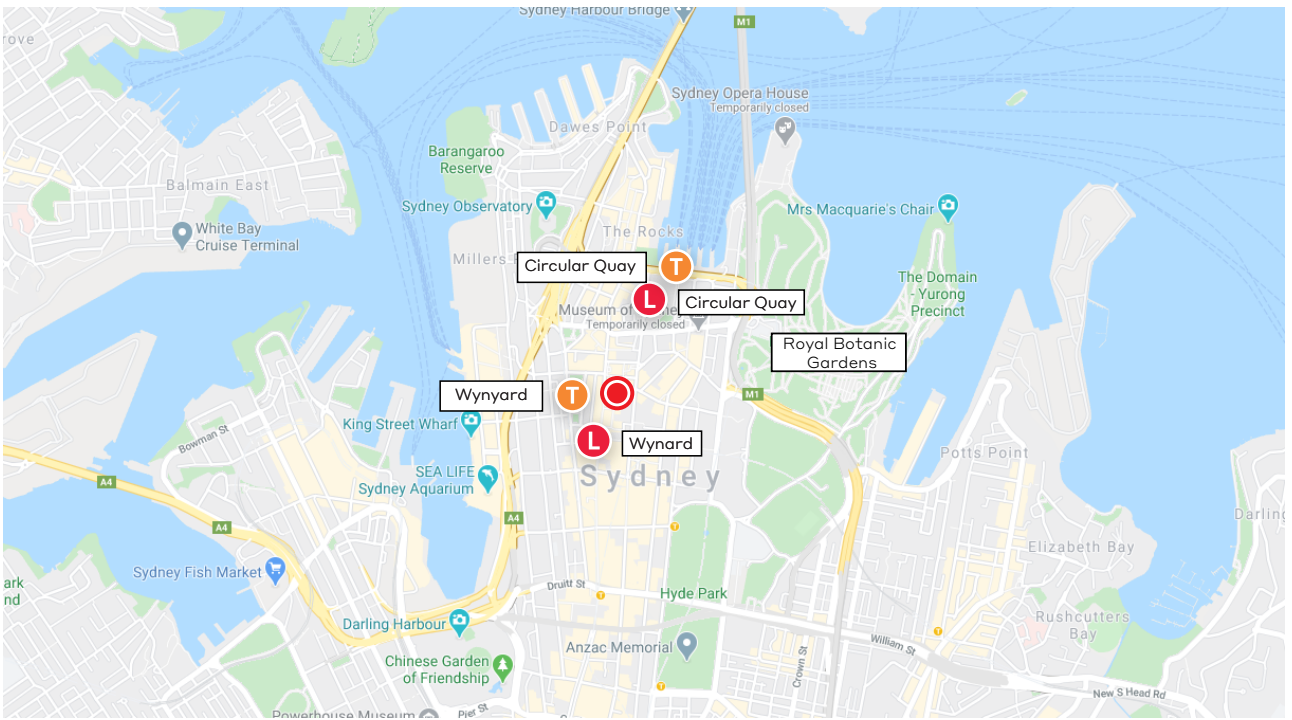 Sydney Harbour Bridge
M1
rove
Sydney Opera House
Temporarily closed
Dawes Point
Barangaroo
Reserve
Balmain East
Sydney Observatory
Mrs Macquarie's Chair
White Bay
Cruise Terminal
The Rocks
Millers
Circular Quay
T
The Domain
- Yurong
Precinct
L
Circular Quay
Museum of
Temporarily closed
Royal Botanic
Gardens
Wynyard
T
M1
King Street Wharf
Bowman St
L
Wynard
Potts Point
SEA LIFE
Sydney Aquarium
Sydney
A4
A4
A4
T
Darling
Elizabeth Bay
Sydney Fish Market
ark
nd
Druitt St
T
Hyde Park
Darling Harbour
Rushcutters
Bay
T
William St
Anzac Memorial
Crown St
Chinese Garden
of Friendship
T
New S Head Rd
Powerhouse Museum
Pier St